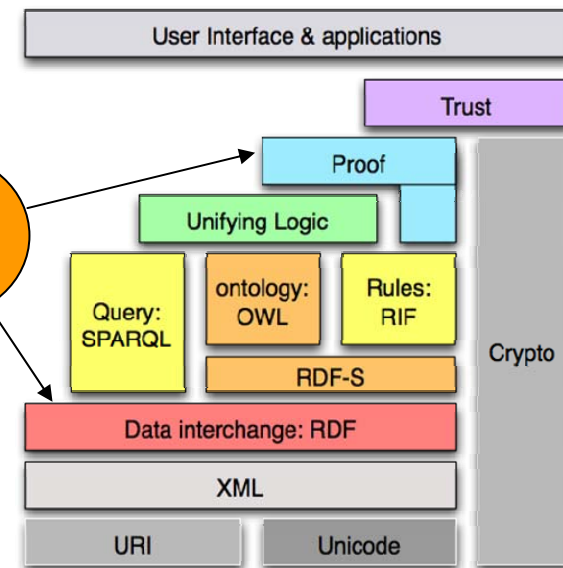 User Interface & applications
Trust
Proof
Unifying Logic
Query:
SPARQL
ontology:
OWL
Rules:
RIF
Crypto
RDF-S
Data interchange: RDF
XML
URI
Unicode